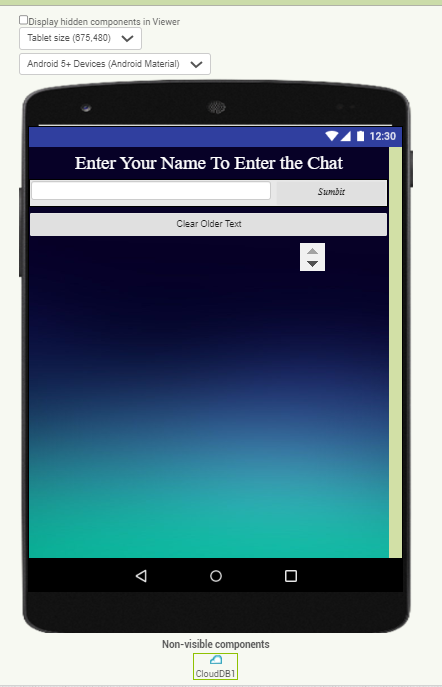 Display hidden components in Viewer
Tablet size (675,480)
Android 5+ Devices (Android Material)
12:30
Enter Your Name To Enter the Chat
Sumbit
Clear Older Text
Non-visible components
CloudDB1